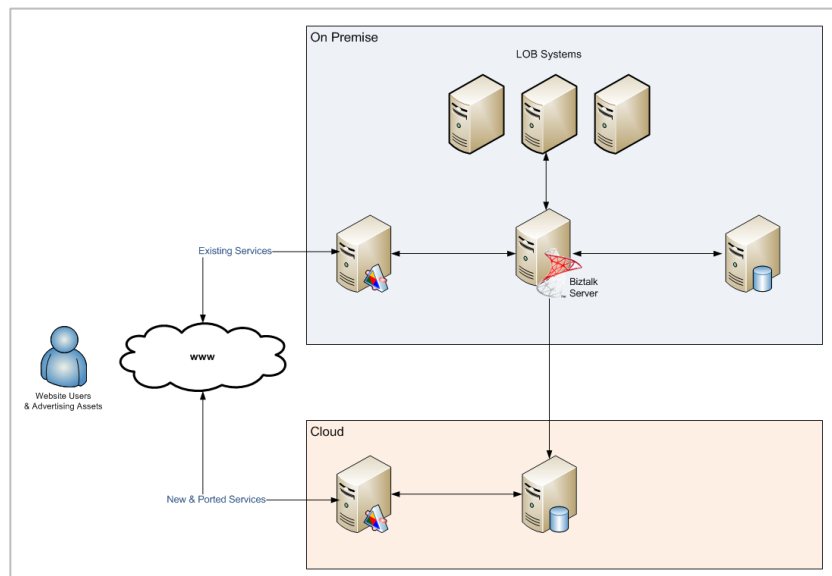 On Premise
LOB Systems
Existing Services
Biztalk
Server
www
Website Users
& Advertising Assets
Cloud
New & Ported Services